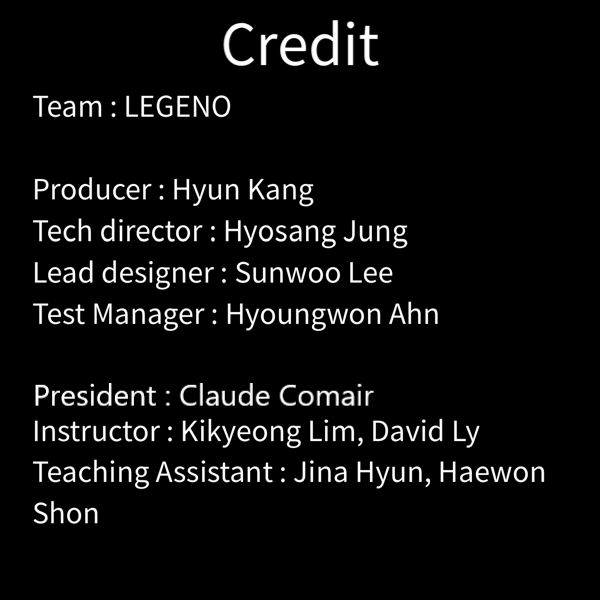 Credit
Team : LEGENO
Producer : Hyun Kang
Tech director : Hyosang Jung
Lead designer : Sunwoo Lee
Test Manager : Hyoungwon Ahn
President : Claude Comair
Instructor : Kikyeong Lim, David Ly
Teaching Assistant : Jina Hyun, Haewon
Shon